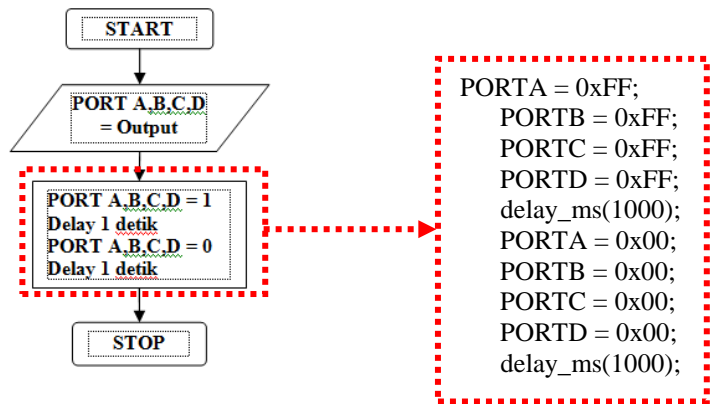 START
PORT A,B,C,D
= Output
PORT A,B,C,D = 1
Delay 1 detik
PORT A,B,C,D = 0
Delay 1 detik
STOP
PORTA = 0xFF;
PORTB = 0xFF;
PORTC = 0xFF;
PORTD = 0xFF;
delay_ms(1000);
PORTA = 0x00;
PORTB = 0x00;
PORTC = 0x00;
PORTD = 0x00;
delay_ms(1000);